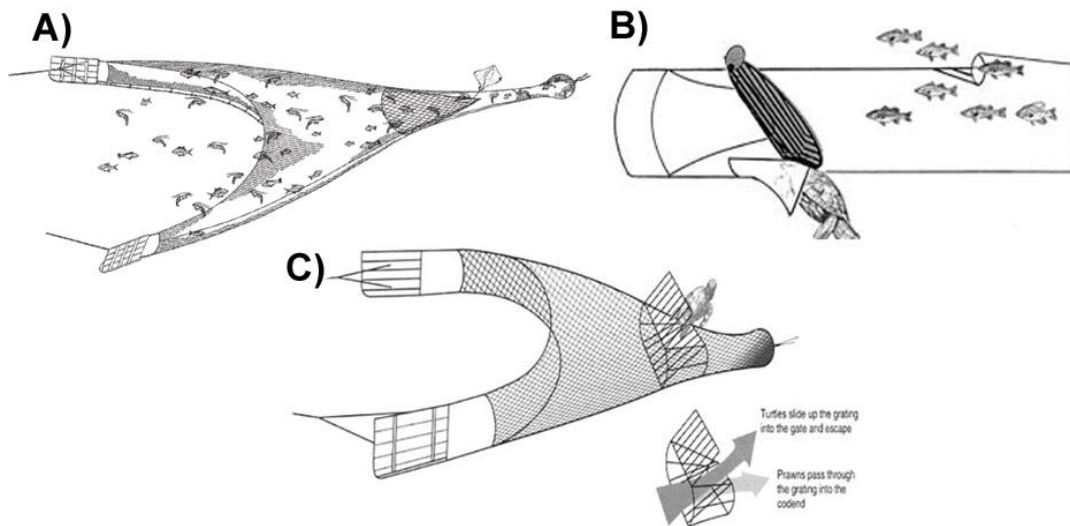 A)
B)
C)
Turtles slide up the grating
into the gate and escape
Prawns pass through
the grating into the
codend